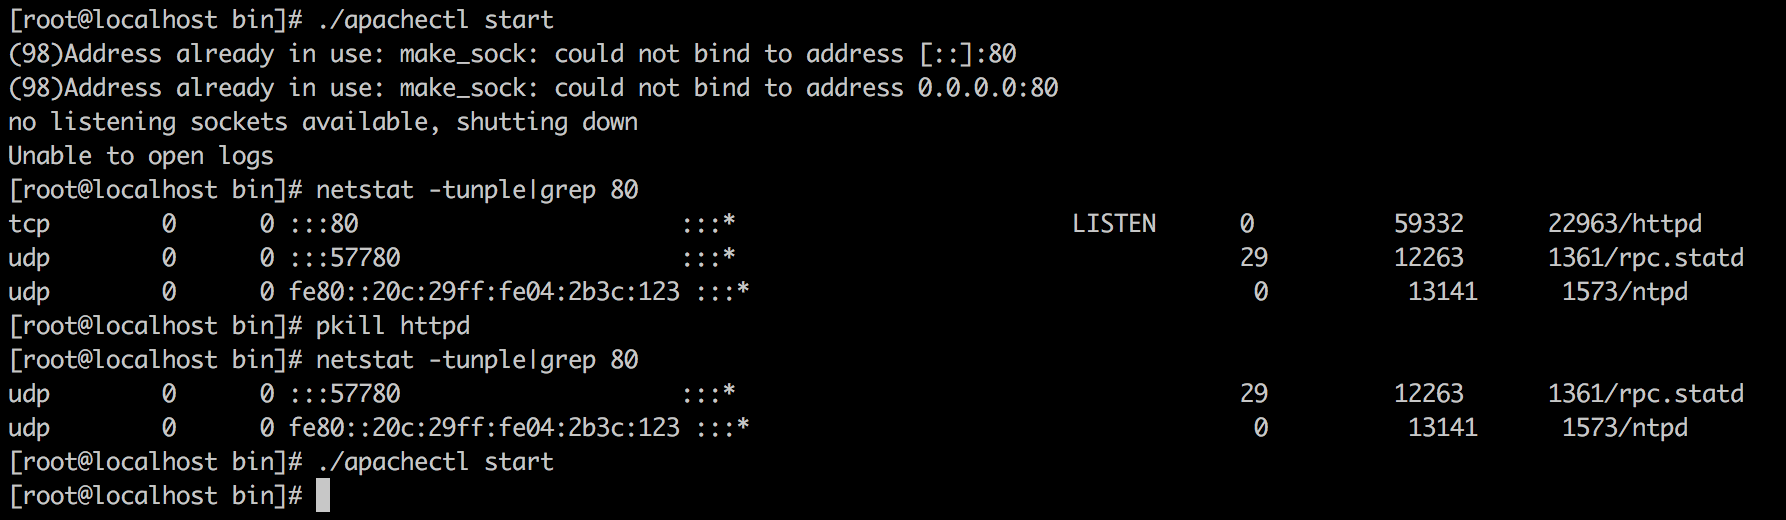 [root@localhost bin]# ./apachectl start
(98)Address already in use: make_sock: could not bind to address [::]:80
(98)Address already in use: make_sock: could not bind to address 0.0.0.0:80
no listening sockets available, shutting down
Unable to open logs
[root@localhost bin]# netstat -tunple|grep 80
tcp        0      0 :::80                       :::*                        LISTEN      0          59332      22963/httpd
udp        0      0 :::57780                    :::*                                    29         12263      1361/rpc.statd
udp        0      0 fe80::20c:29ff:fe04:2b3c:123 :::*                                    0          13141      1573/ntpd
[root@localhost bin]# pkill httpd
[root@localhost bin]# netstat -tunple|grep 80
udp        0      0 :::57780                    :::*                                    29         12263      1361/rpc.statd
udp        0      0 fe80::20c:29ff:fe04:2b3c:123 :::*                                    0          13141      1573/ntpd
[root@localhost bin]# ./apachectl start
[root@localhost bin]#